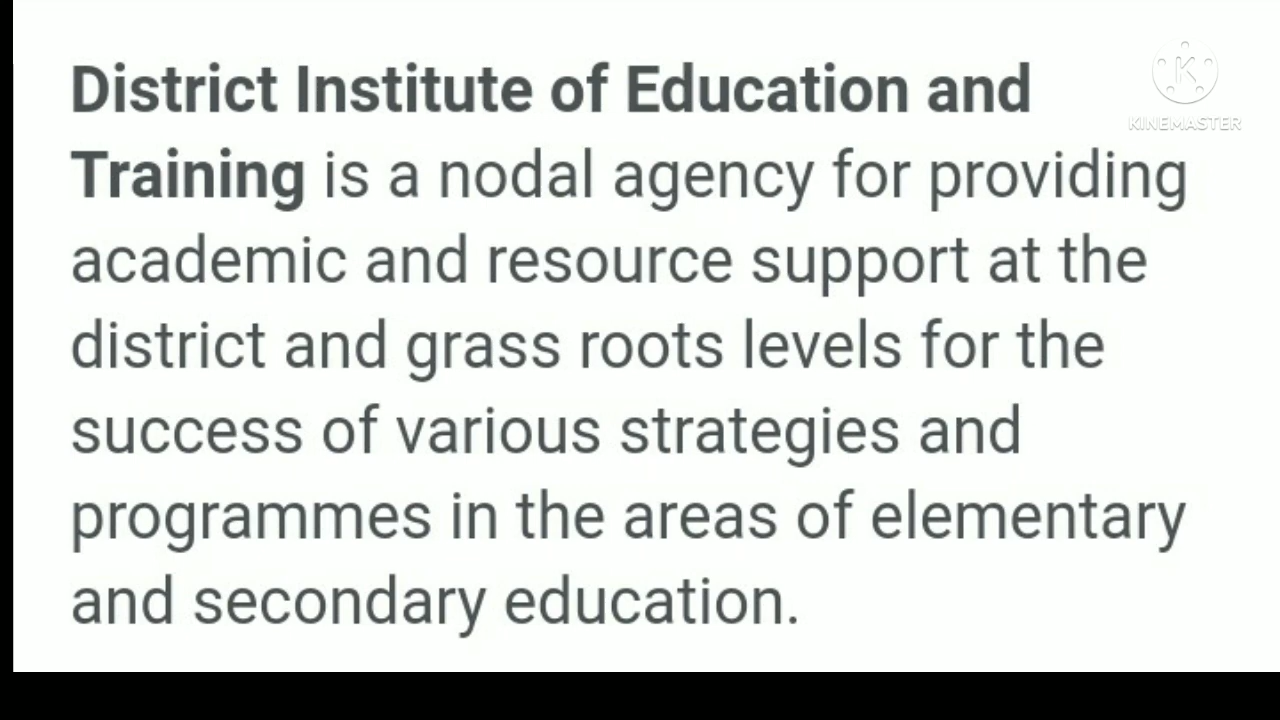 District Institute of Education and
Training is a nodal agency for providing
academic and resource support at the
district and grass roots levels for the
success of various strategies and
programmes in the areas of elementary
and secondary education.
K
KINEMASTER